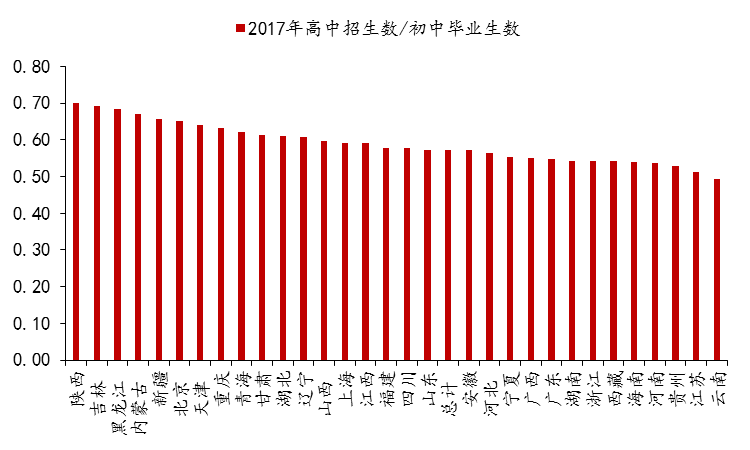 2017年高中招生数/初中毕业生数
0.80
0.70
0.60
0.50
0.40
0.30
0.20
0.10
0.00
陕西
吉林
黑龙江
内蒙古
新疆
北京
天津
重庆
青海
甘肃
湖北
辽宁
山西
上海
江西
福建
四川
山东
总计
安徽
河北
宁夏
广西
广东
湖南
浙江
西藏
海南
河南
贵州
江苏
云南